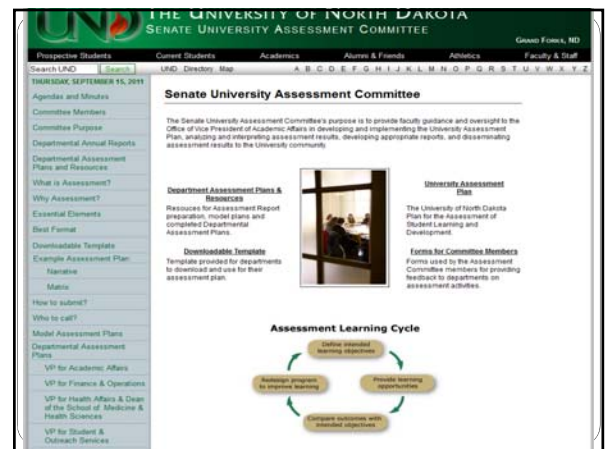 UND
THE UNIVERSITY OF NORTH DAKOTA
SENATE UNIVERSITY ASSESSMENT COMMITTEE
GRAND FORKS, ND
Prospective Students Current Students Academics Alumni & Friends Athletics Faculty & Staff
Search UND Search UND Directory Map A B C D E F G H I J K L M N O P Q R S T U V W X Y Z
THURSDAY, SEPTEMBER 15, 2011
Agendas and Minutes
Committee Members
Committee Purpose
Departmental Annual Reports
Departmental Assessment
Plans and Resources
What is Assessment?
Why Assessment?
Essential Elements
Best Format
Downloadable Template
Example Assessment Plan
Narrative
Matrix
How to submit?
Who to call?
Model Assessment Plans
Departmental Assessment
Plans
VP for Academic Affairs
VP for Finance & Operations
VP for Health Affairs & Dean
of the School of Medicine &
Health Sciences
VP for Student &
Outreach Services
Senate University Assessment Committee
The Senate University Assessment Committee's purpose is to provide faculty guidance and oversight to the
Office of Vice President of Academic Affairs in developing and implementing the University Assessment
Plan, analyzing and interpreting assessment results, developing appropriate reports, and disseminating
assessment results to the University community.
Department Assessment Plans &
Resources
Resouces for Assessment Report
preparation, model plans and
completed Departmental
Assessment Plans.
Downloadable Template
Template provided for departments
to download and use for their
assessment plan.
University Assessment
Plan
The University of North Dakota
Plan for the Assessment of
Student Learning and
Development.
Forms for Committee Members
Forms used by the Assessment
Committee members for providing
feedback to departments on
assessment activities.
Assessment Learning Cycle
Define intended
learning objectives
Redesign program
to improve learning
Provide learning
opportunities
Compare outcomes with
intended objectives